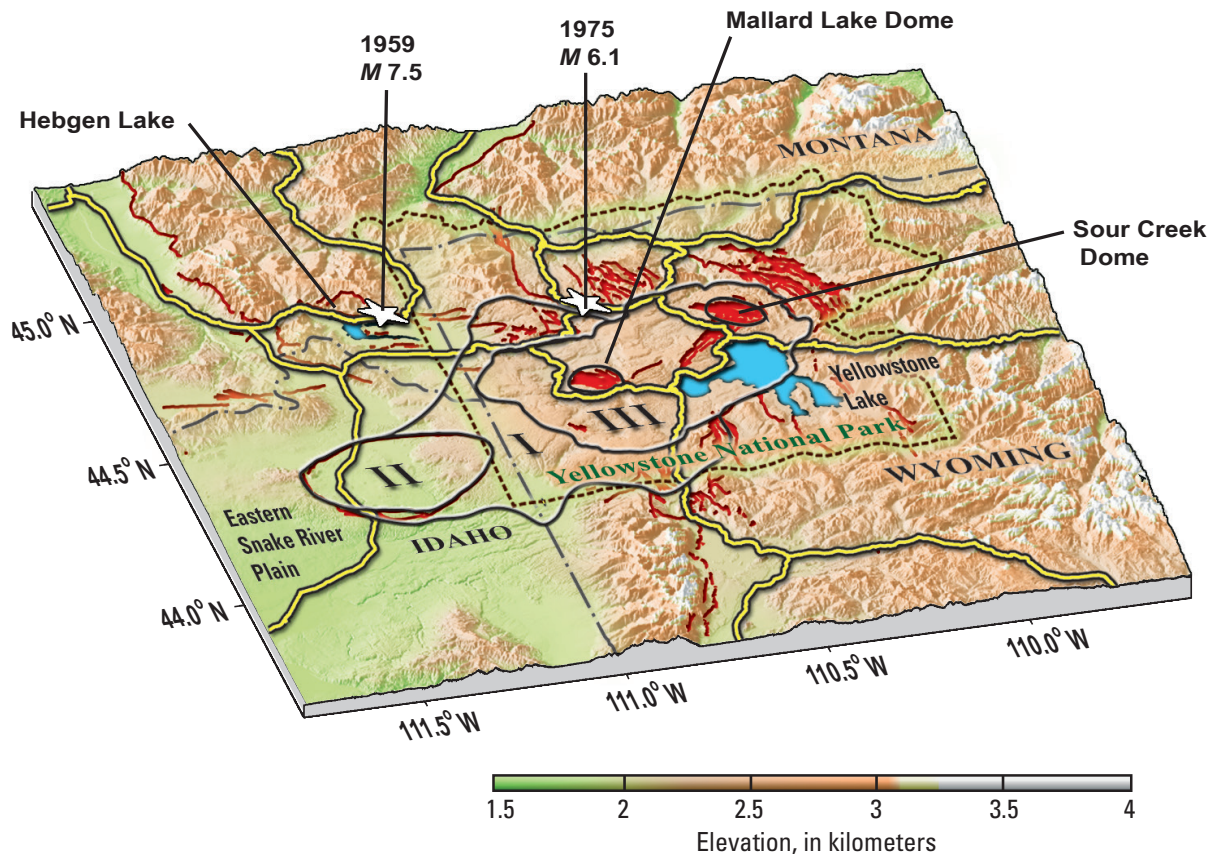 Mallard Lake Dome
1959
M 7.5
1975
M 6.1
Hebgen Lake
MONTANA
Sour Creek
Dome
45.0° N
Yellowstone
Lake
III
I
Yellowstone National Park
WYOMING
II
44.5° N
Eastern
Snake River
Plain
IDAHO
44.0° N
111.5° W
111.0° W
110.5° W
110.0° W
1.5 2 2.5 3 3.5 4
Elevation, in kilometers